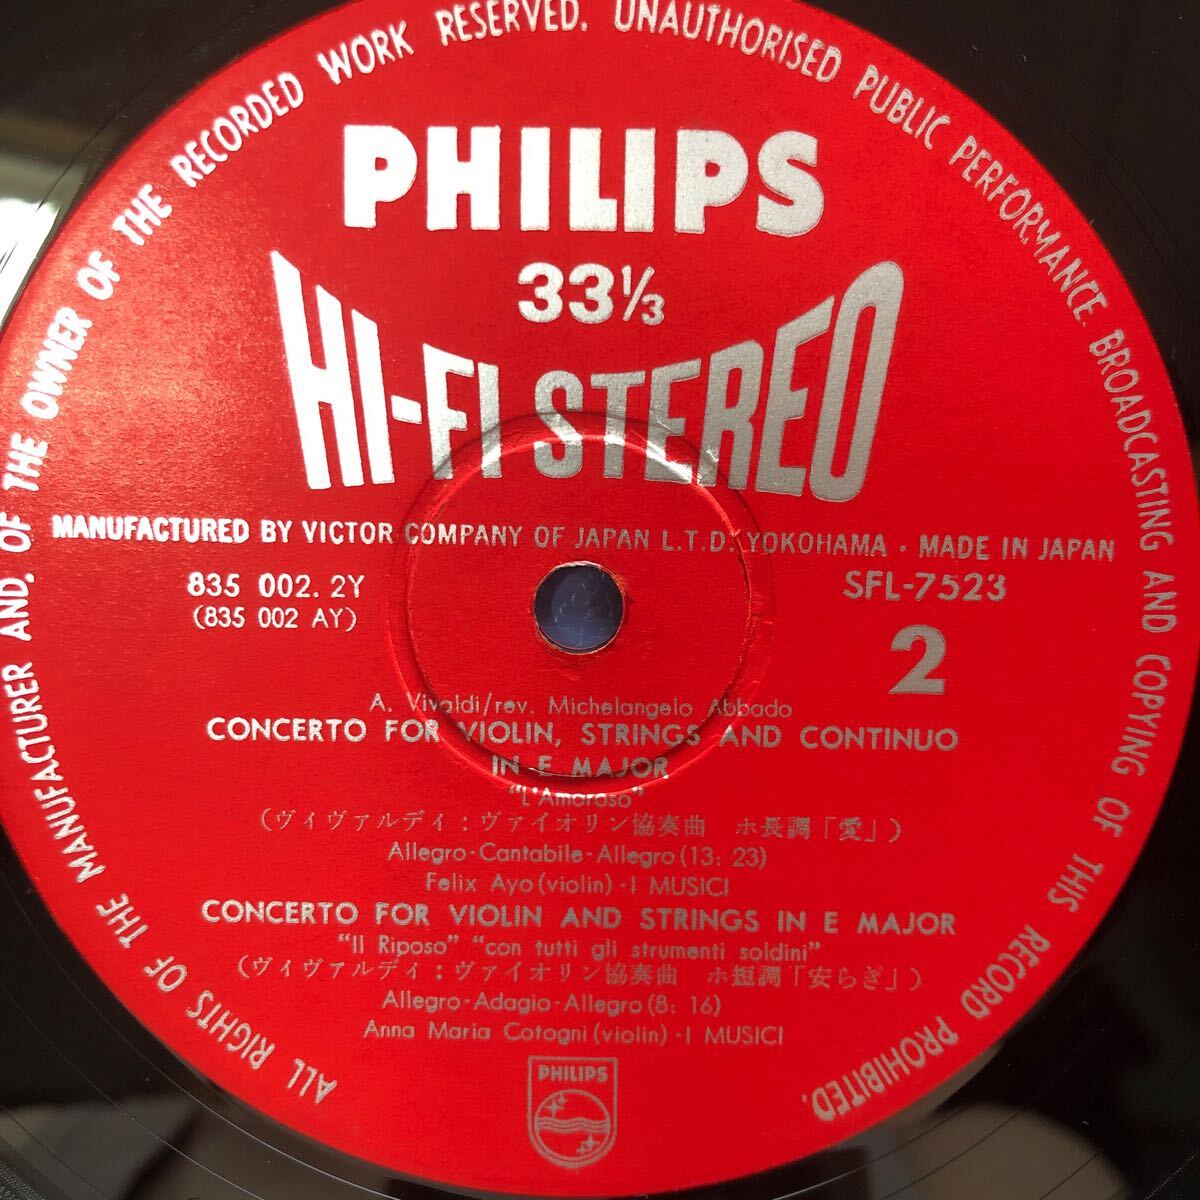 ALL RIGHTS OF THE MANUFACTURER AND, OF THE OWNER OF THE RECORDED WORK RESERVED. UNAUTHORISED PUBLIC PERFORMANCE. BROADCASTING AND COPYING OF THIS RECORD PROHIBITED.
PHILIPS
33⅓
HI-FI STEREO
MANUFACTURED BY VICTOR COMPANY OF JAPAN L.T.D. YOKOHAMA · MADE IN JAPAN
835 002. 2Y
(835 002 AY)
SFL-7523
2
A. Vivaldi/rev. Michelangelo Abbado
CONCERTO FOR VIOLIN, STRINGS AND CONTINUO
IN E MAJOR
"L'Amoroso"
(ヴィヴァルディ：ヴァイオリン協奏曲 ホ長調「愛」)
Allegro-Cantabile-Allegro (13: 23)
Felix Ayo (violin) - I MUSICI
CONCERTO FOR VIOLIN AND STRINGS IN E MAJOR
"Il Riposo" "con tutti gli strumenti soldini"
(ヴィヴァルディ：ヴァイオリン協奏曲 ホ短調「安らぎ」)
Allegro-Adagio-Allegro (8: 16)
Anna Maria Cotogni (violin) - I MUSICI
PHILIPS